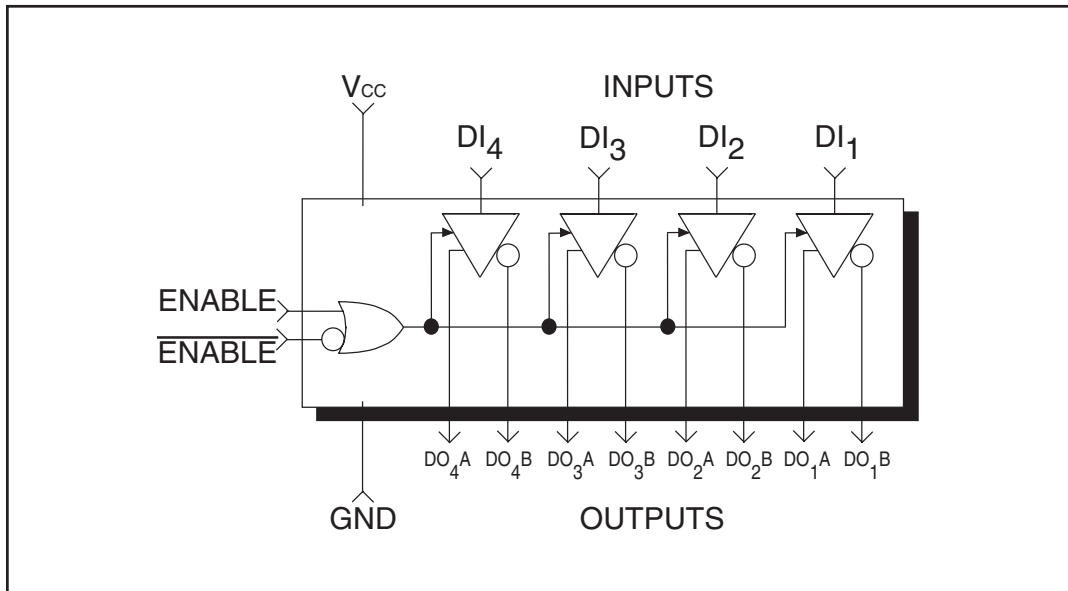 VCC INPUTS
DI4 DI3 DI2 DI1
ENABLE
ENABLE
DO4A DO4B DO3A DO3B DO2A DO2B DO1A DO1B
GND OUTPUTS